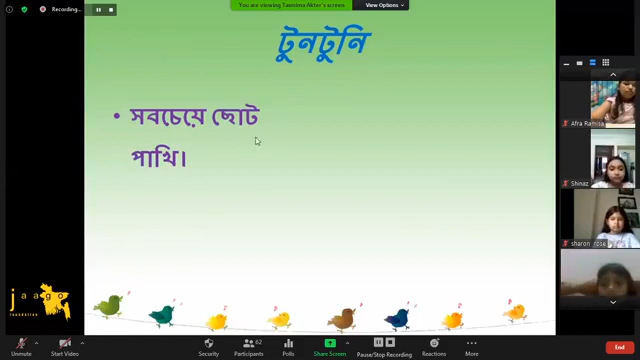 Recording...
You are viewing Tasmima Akter's screen
View Options
টুনটুনি
• সবচেয়ে ছোট
পাখি।
Afra Ramisa
Shinaz
sharon_rose
jaago
foundation
Unmute
Start Video
Security
Participants
62
Polls
Share Screen
Pause/Stop Recording
Reactions
More
End